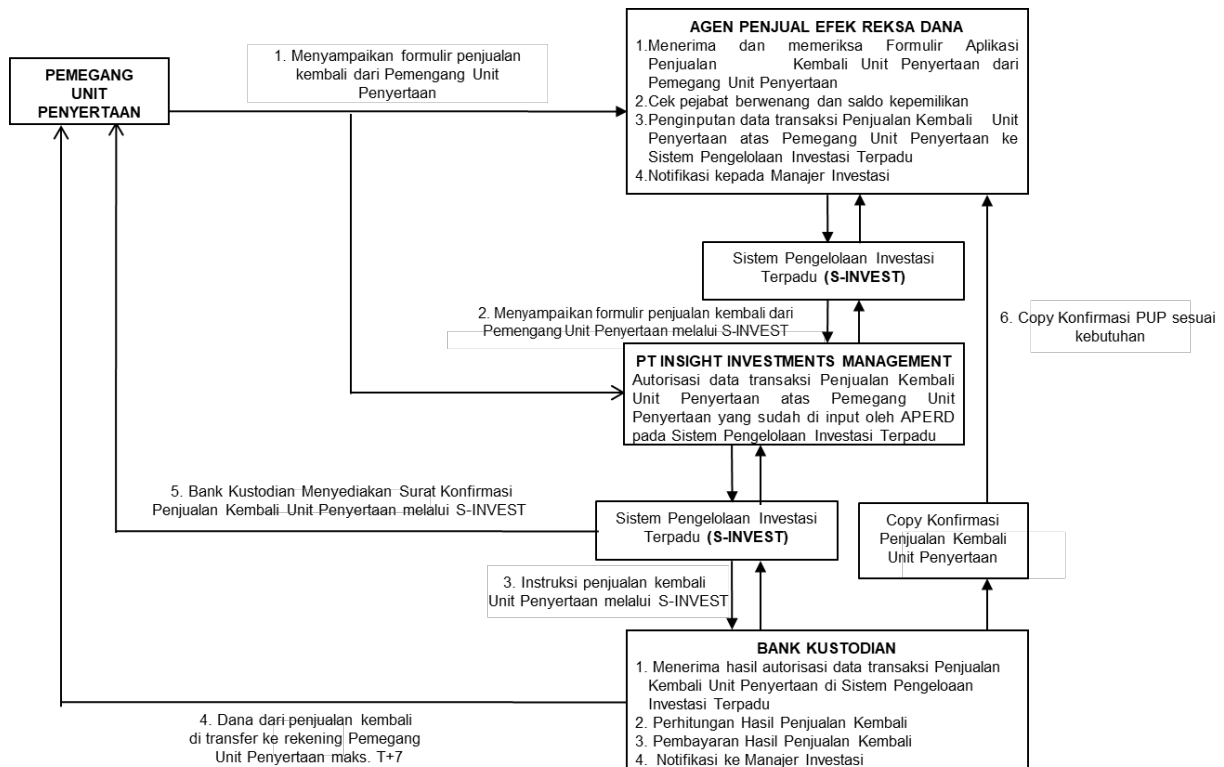 AGEN PENJUAL EFEK REKSA DANA
1.Menerima dan memeriksa Formulir Aplikasi
Penjualan Kembali Unit Penyertaan dari
Pemegang Unit Penyertaan
2.Cek pejabat berwenang dan saldo kepemilikan
3.Penginputan data transaksi Penjualan Kembali Unit
Penyertaan atas Pemegang Unit Penyertaan ke
Sistem Pengelolaan Investasi Terpadu
4.Notifikasi kepada Manajer Investasi
1. Menyampaikan formulir penjualan
kembali dari Pemengang Unit
Penyertaan
PEMEGANG
UNIT
PENYERTAAN
Sistem Pengelolaan Investasi
Terpadu (S-INVEST)
2. Menyampaikan formulir penjualan kembali dari
Pemengang Unit Penyertaan melalui S-INVEST
6. Copy Konfirmasi PUP sesuai
kebutuhan
PT INSIGHT INVESTMENTS MANAGEMENT
Autorisasi data transaksi Penjualan Kembali
Unit Penyertaan atas Pemegang Unit
Penyertaan yang sudah di input oleh APERD
pada Sistem Pengelolaan Investasi Terpadu
5. Bank Kustodian Menyediakan Surat Konfirmasi
Penjualan Kembali Unit Penyertaan melalui S-INVEST
Sistem Pengelolaan Investasi
Terpadu (S-INVEST)
Copy Konfirmasi
Penjualan Kembali
Unit Penyertaan
3. Instruksi penjualan kembali
Unit Penyertaan melalui S-INVEST
BANK KUSTODIAN
1. Menerima hasil autorisasi data transaksi Penjualan
Kembali Unit Penyertaan di Sistem Pengeloaan
Investasi Terpadu
2. Perhitungan Hasil Penjualan Kembali
3. Pembayaran Hasil Penjualan Kembali
4. Notifikasi ke Manajer Investasi
4. Dana dari penjualan kembali
di transfer ke rekening Pemegang
Unit Penyertaan maks. T+7